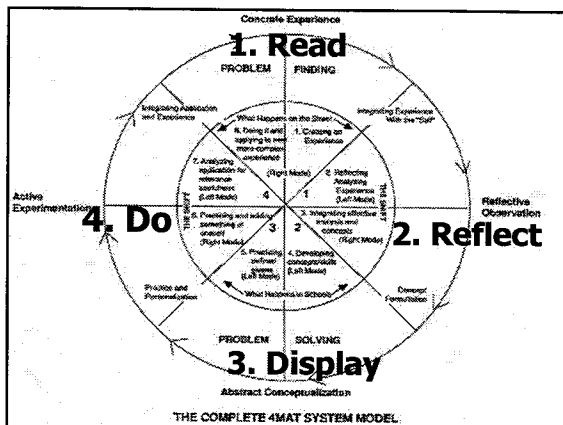 Concrete Experience
1. Read
PROBLEM FINDING
Integrating Application
and Experience
Integrating Experience
With the "Self"
What Happens on the Street
8. Doing it and
applying to new
more complex
experience
1. Creating an
Experience
(Right Mode)
7. Analyzing
application for
relevance
usefulness
(Left Mode)
2. Reflecting
Analyzing
Experience
(Left Mode)
4 1
3 2
Active
Experimentation
4. Do
Reflective
Observation
2. Reflect
6. Practicing and adding
something of
oneself
(Right Mode)
3. Integrating
analysis and
concepts
(Right Mode)
5. Practicing
defined
(Left Mode)
4. Developing
concepts/skills
(Left Mode)
What Happens in Schools
Practice and
Personalization
Concept
Formulation
PROBLEM SOLVING
3. Display
Abstract Conceptualization
THE COMPLETE 4MAT SYSTEM MODEL